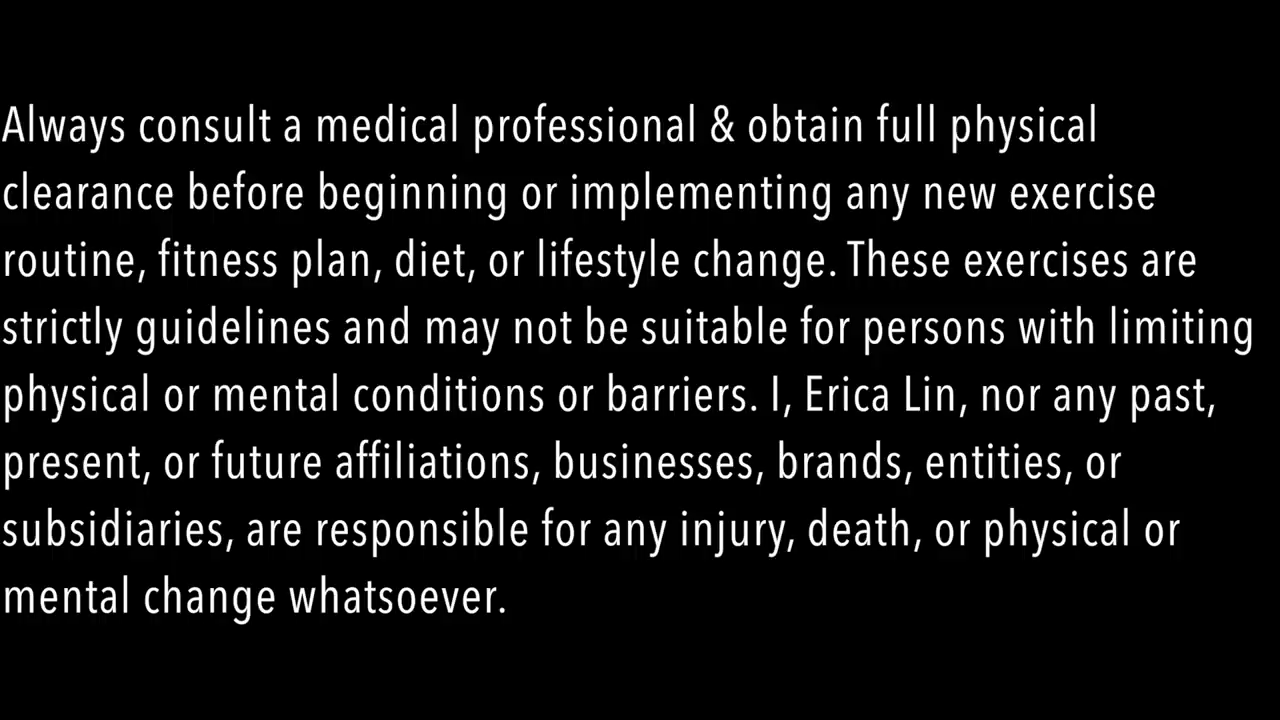 Always consult a medical professional & obtain full physical
clearance before beginning or implementing any new exercise
routine, fitness plan, diet, or lifestyle change. These exercises are
strictly guidelines and may not be suitable for persons with limiting
physical or mental conditions or barriers. I, Erica Lin, nor any past,
present, or future affiliations, businesses, brands, entities, or
subsidiaries, are responsible for any injury, death, or physical or
mental change whatsoever.